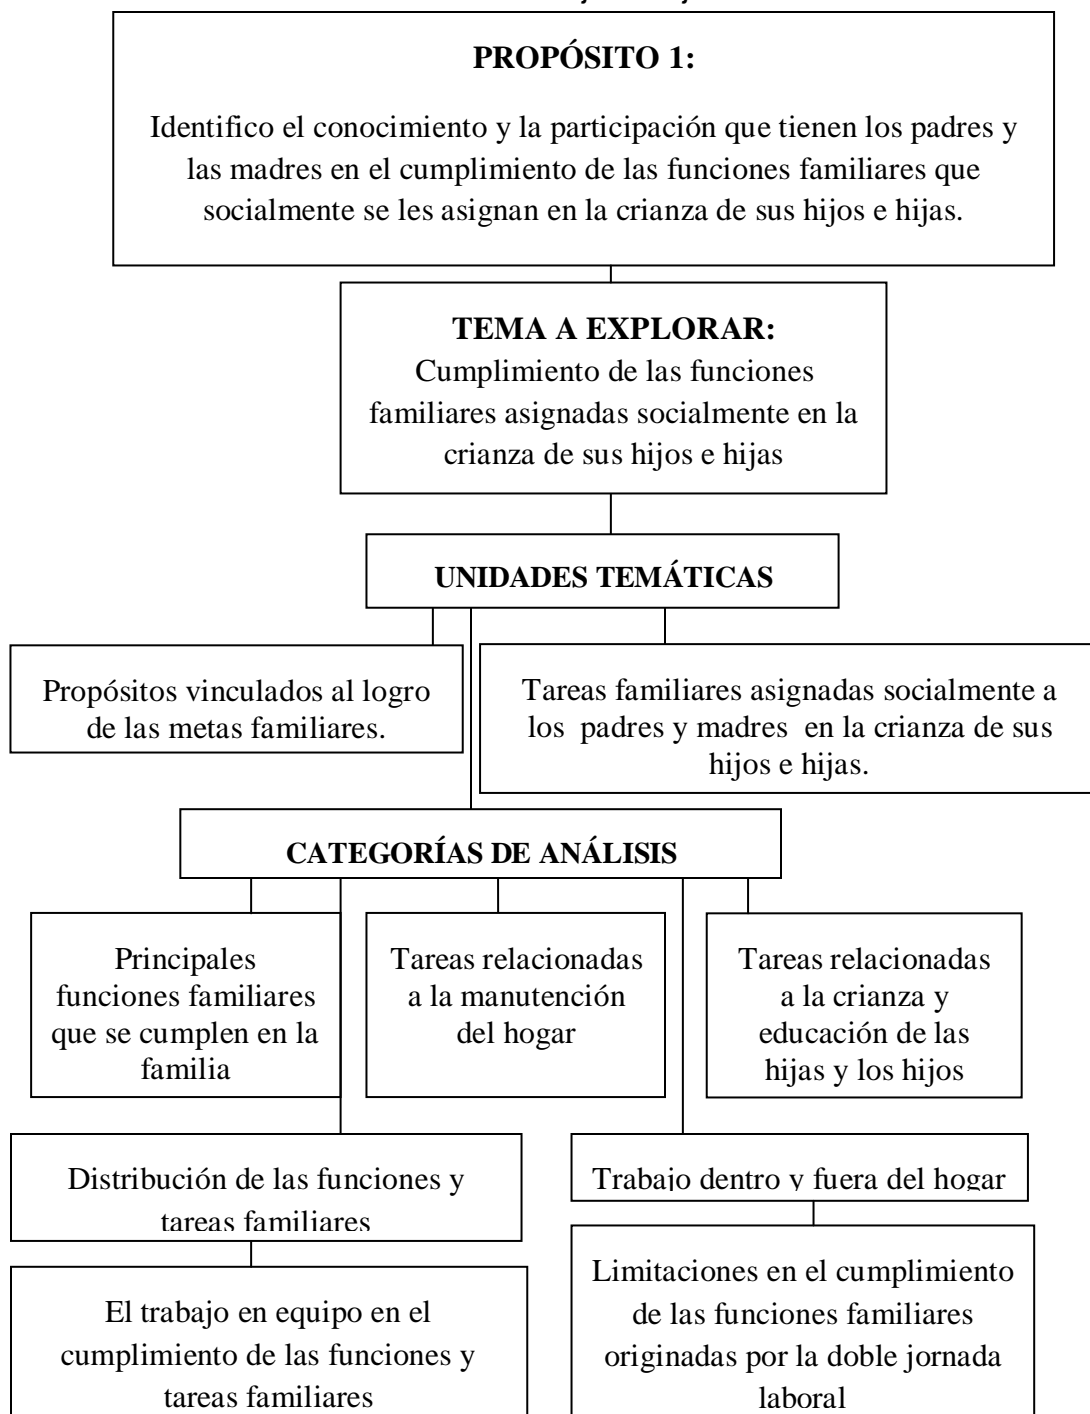 PROPÓSITO 1:
Identifico el conocimiento y la participación que tienen los padres y
las madres en el cumplimiento de las funciones familiares que
socialmente se les asignan en la crianza de sus hijos e hijas.
TEMA A EXPLORAR:
Cumplimiento de las funciones
familiares asignadas socialmente en la
crianza de sus hijos e hijas
UNIDADES TEMÁTICAS
Propósitos vinculados al logro
de las metas familiares.
Tareas familiares asignadas socialmente a
los padres y madres en la crianza de sus
hijos e hijas.
CATEGORÍAS DE ANÁLISIS
Principales
funciones familiares
que se cumplen en la
familia
Tareas relacionadas
a la manutención
del hogar
Tareas relacionadas
a la crianza y
educación de las
hijas y los hijos
Distribución de las funciones y
tareas familiares
Trabajo dentro y fuera del hogar
El trabajo en equipo en el
cumplimiento de las funciones y
tareas familiares
Limitaciones en el cumplimiento
de las funciones familiares
originadas por la doble jornada
laboral